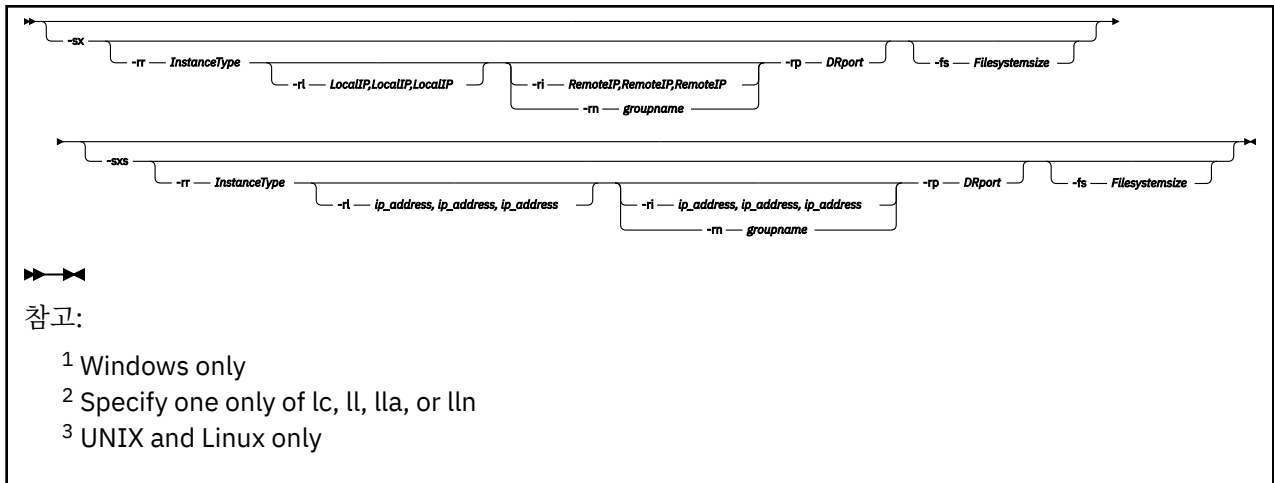 -sx
-rr InstanceType -rp DRport -fs Filesystemsize
-rl LocalIP,LocalIP,LocalIP -ri RemoteIP,RemoteIP,RemoteIP
-rn groupname
-sxs
-rr InstanceType -rp DRport -fs Filesystemsize
-rl ip_address, ip_address, ip_address -ri ip_address, ip_address, ip_address
-rn groupname
참고:
1 Windows only
2 Specify one only of lc, ll, lla, or lln
3 UNIX and Linux only